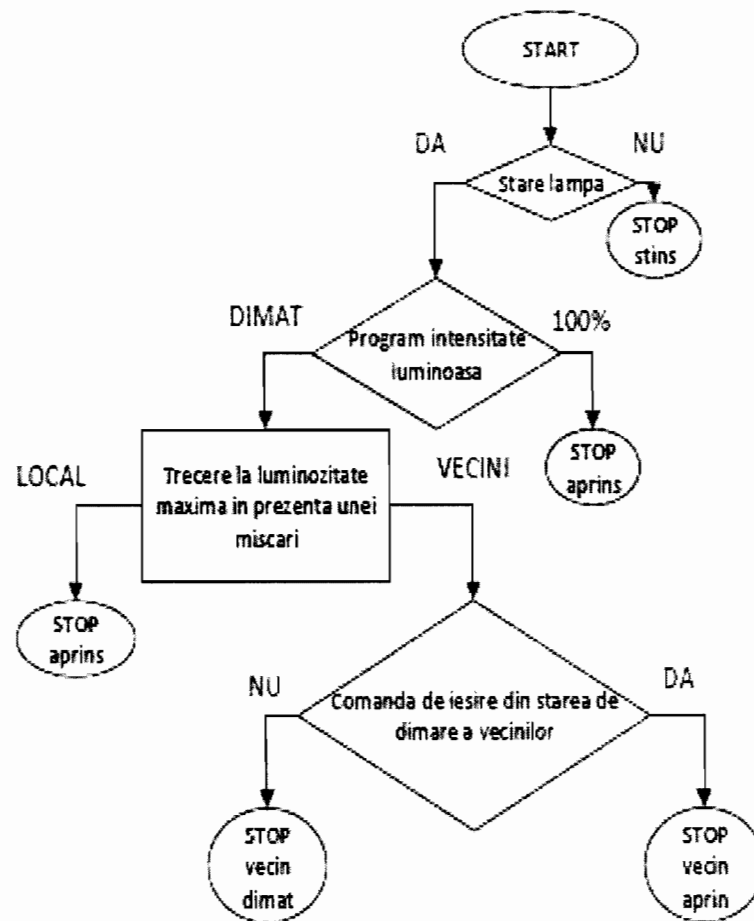 START
DA
NU
Stare lampa
STOP
stins
DIMAT
100%
Program intensitate
luminoasa
STOP
aprins
LOCAL
VECINI
Trecere la luminozitate
maxima in prezenta unei
miscari
STOP
aprins
NU
DA
Comanda de iesire din starea de
dimare a vecinilor
STOP
vecin
dimat
STOP
vecin
aprin